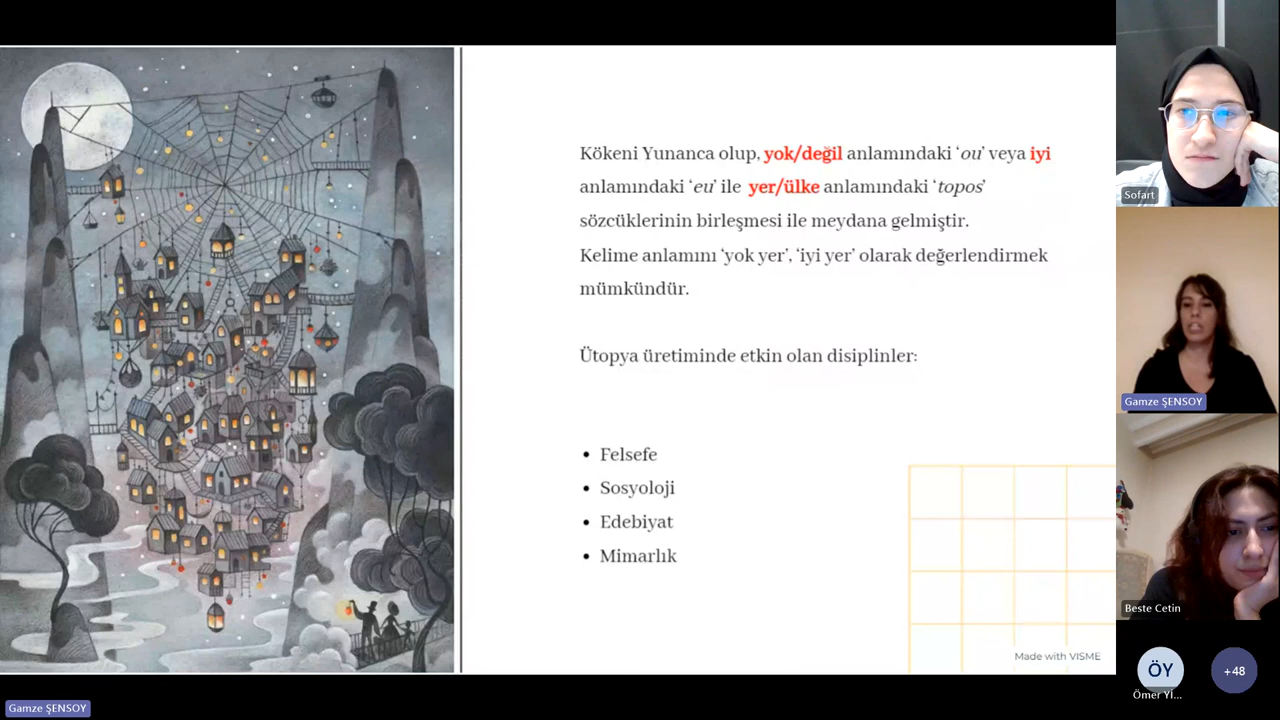 Kökeni Yunanca olup, yok/değil anlamındaki ‘ou’ veya iyi
anlamındaki ‘eu’ ile yer/ülke anlamındaki ‘topos’
sözcüklerinin birleşmesi ile meydana gelmiştir.
Kelime anlamını ‘yok yer’, ‘iyi yer’ olarak değerlendirmek
mümkündür.
Ütopya üretiminde etkin olan disiplinler:
• Felsefe
• Sosyoloji
• Edebiyat
• Mimarlık
Made with VISME
Sofart
Gamze ŞENSOY
Beste Cetin
ÖY
Ömer Yİ...
+48
Gamze ŞENSOY